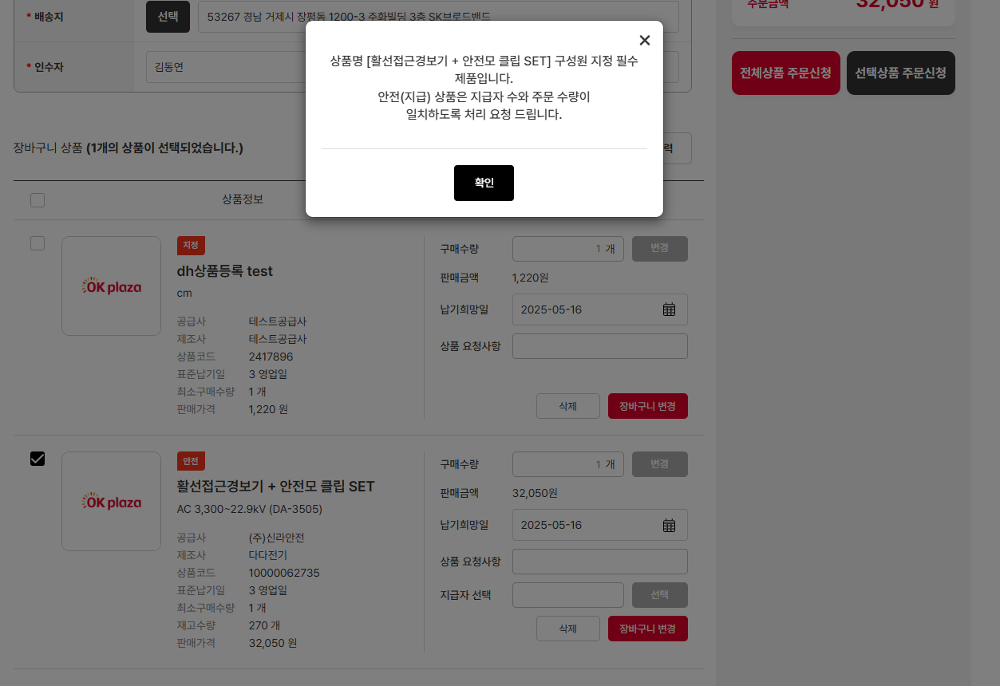 * 배송지
선택
53267 경남 거제시 장평동 1200-3 주화빌딩 3층 SK브로드밴드
* 인수자
김동연
주문금액
32,050 원
전체상품 주문신청
선택상품 주문신청
상품명 [활선접근경보기 + 안전모 클립 SET] 구성원 지정 필수
제품입니다.
안전(지급) 상품은 지급자 수와 주문 수량이
일치하도록 처리 요청 드립니다.
확인
장바구니 상품 (1개의 상품이 선택되었습니다.)
력
상품정보
지정
dh상품등록 test
cm
OK plaza
공급사 테스트공급사
제조사 테스트공급사
상품코드 2417896
표준납기일 3 영업일
최소구매수량 1 개
판매가격 1,220 원
구매수량 1 개 변경
판매금액 1,220원
납기희망일 2025-05-16
상품 요청사항
삭제 장바구니 변경
안전
활선접근경보기 + 안전모 클립 SET
AC 3,300~22.9kV (DA-3505)
OK plaza
공급사 (주)신라안전
제조사 다다전기
상품코드 10000062735
표준납기일 3 영업일
최소구매수량 1 개
재고수량 270 개
판매가격 32,050 원
구매수량 1 개 변경
판매금액 32,050원
납기희망일 2025-05-16
상품 요청사항
지급자 선택 선택
삭제 장바구니 변경